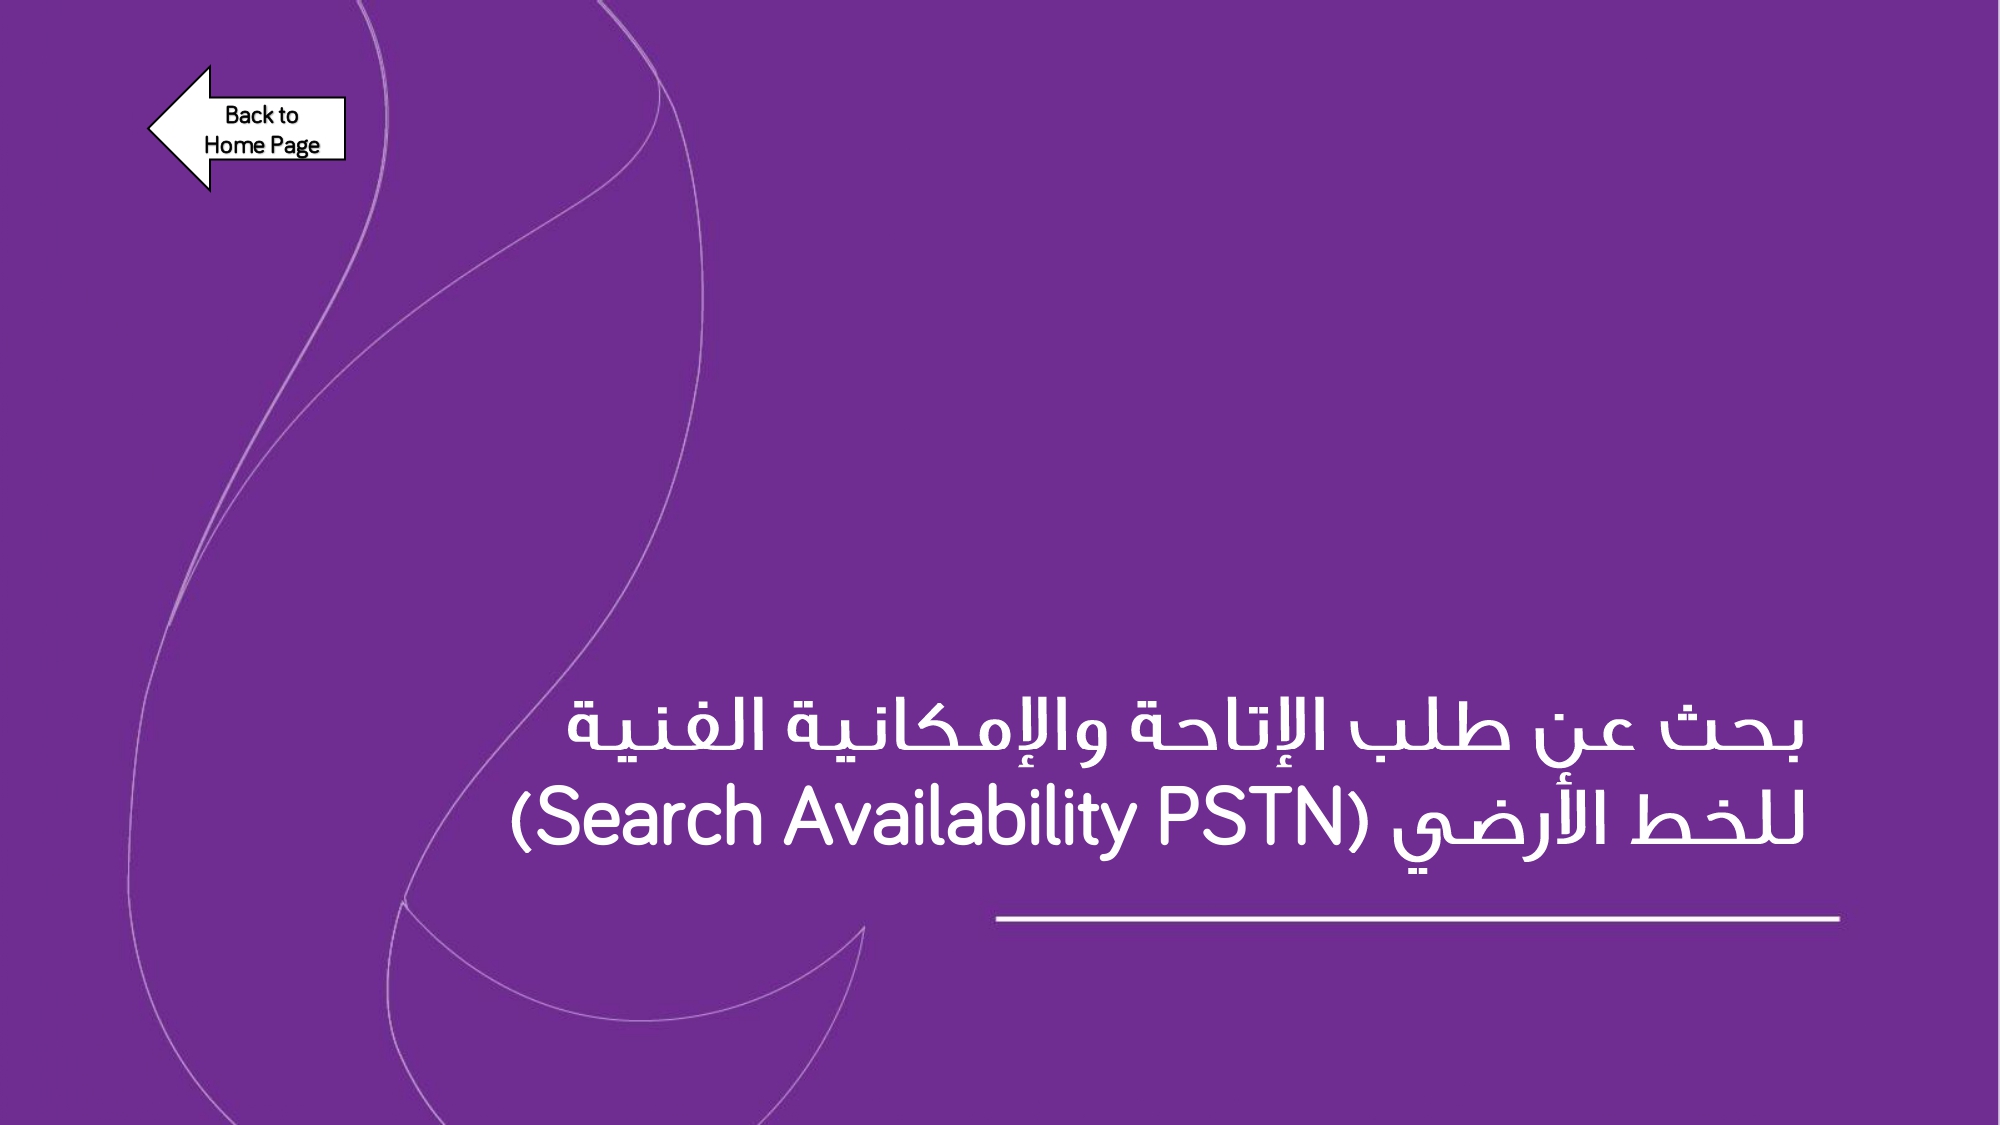 Back to
Home Page
بحث عن طلب الإتاحة والإمكانية الفنية
للخط الأرضي (Search Availability PSTN)